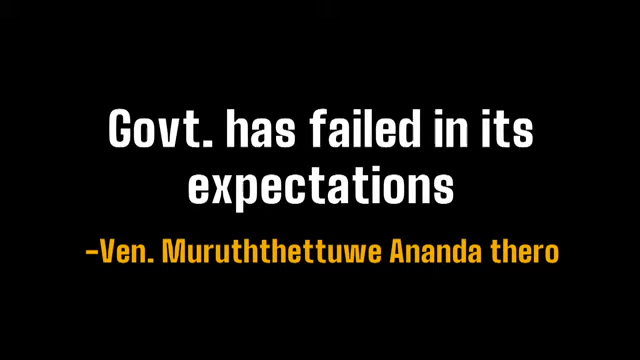 Govt. has failed in its
expectations
-Ven. Muruththettuwe Ananda thero